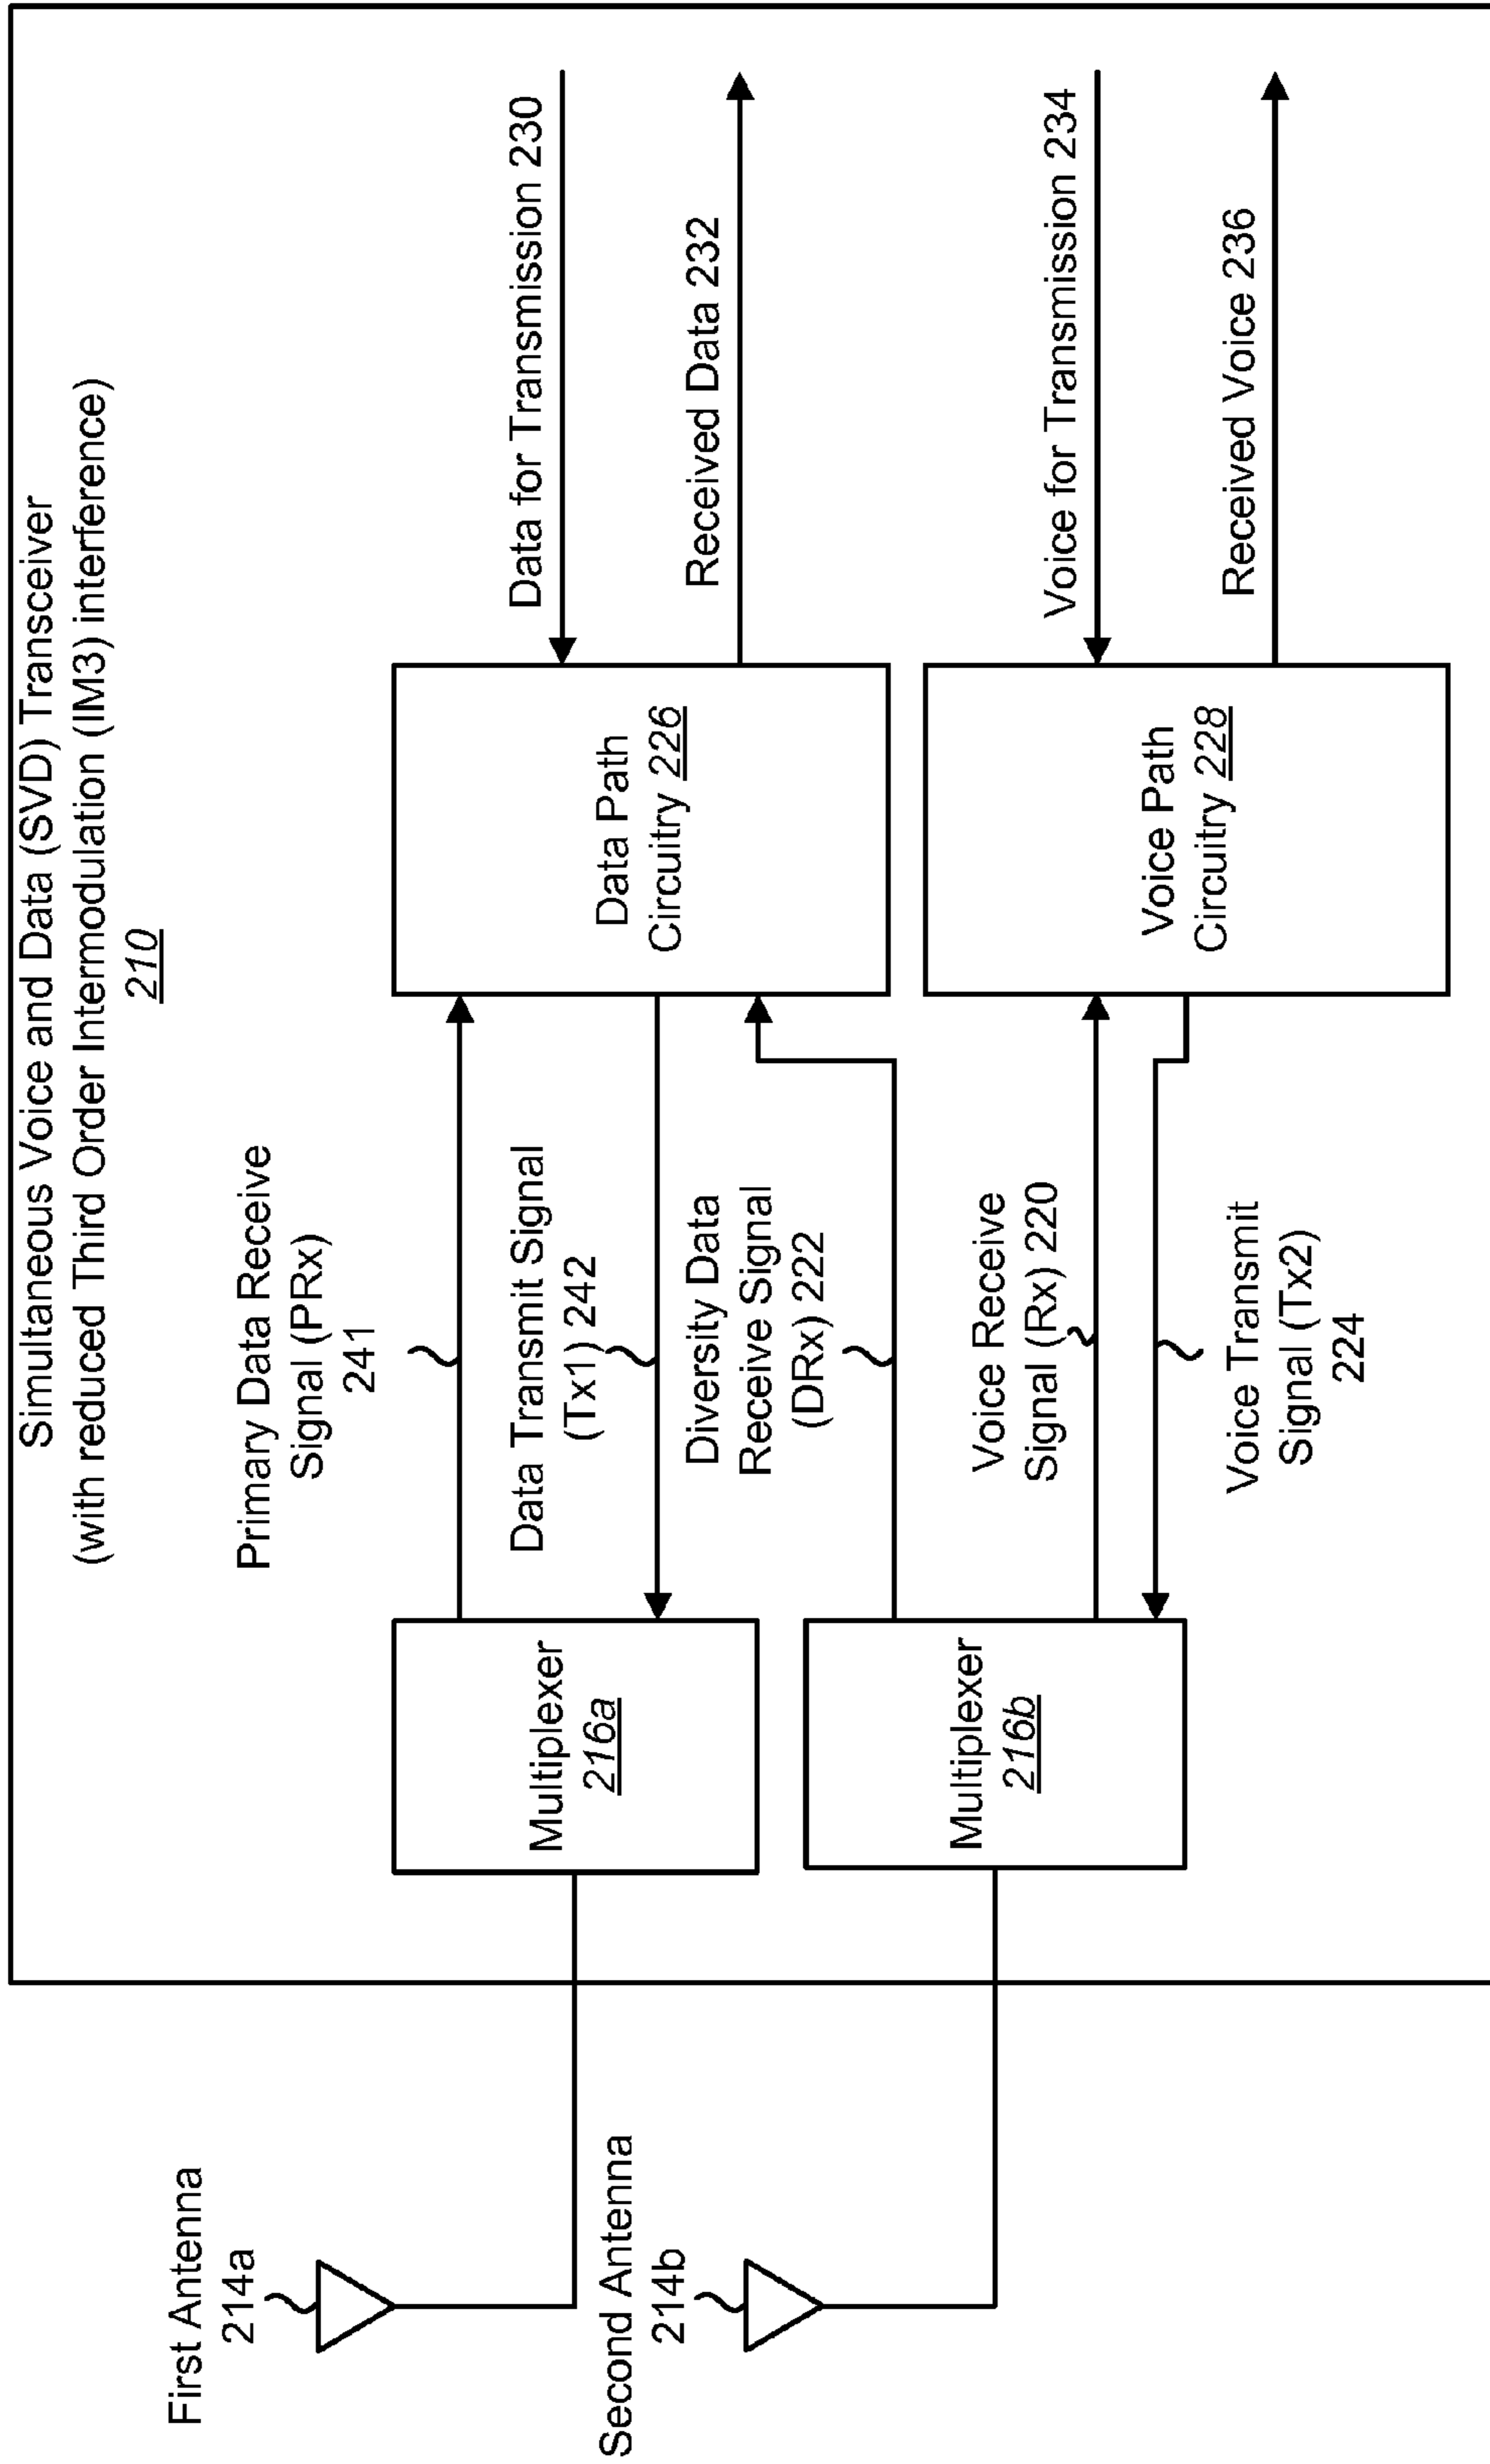 Simultaneous Voice and Data (SVD) Transceiver
(with reduced Third Order Intermodulation (IM3) interference)
210
First Antenna
214a
Second Antenna
214b
Multiplexer
216a
Multiplexer
216b
Primary Data Receive
Signal (PRx)
241
Data Transmit Signal
(Tx1) 242
Diversity Data
Receive Signal
(DRx) 222
Voice Receive
Signal (Rx) 220
Voice Transmit
Signal (Tx2)
224
Data Path
Circuitry 226
Voice Path
Circuitry 228
Data for Transmission 230
Received Data 232
Voice for Transmission 234
Received Voice 236